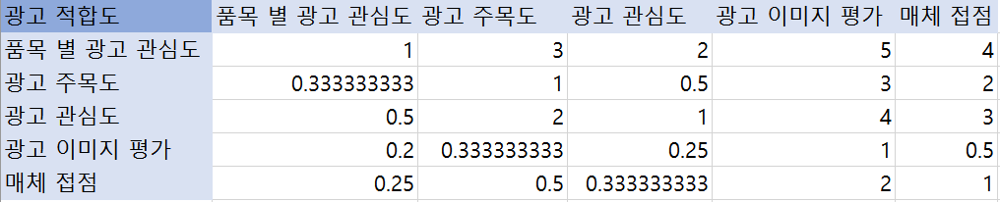 광고 적합도 품목 별 광고 관심도 광고 주목도 광고 관심도 광고 이미지 평가 매체 접점
품목 별 광고 관심도 1 3 2 5 4
광고 주목도 0.333333333 1 0.5 3 2
광고 관심도 0.5 2 1 4 3
광고 이미지 평가 0.2 0.333333333 0.25 1 0.5
매체 접점 0.25 0.5 0.333333333 2 1